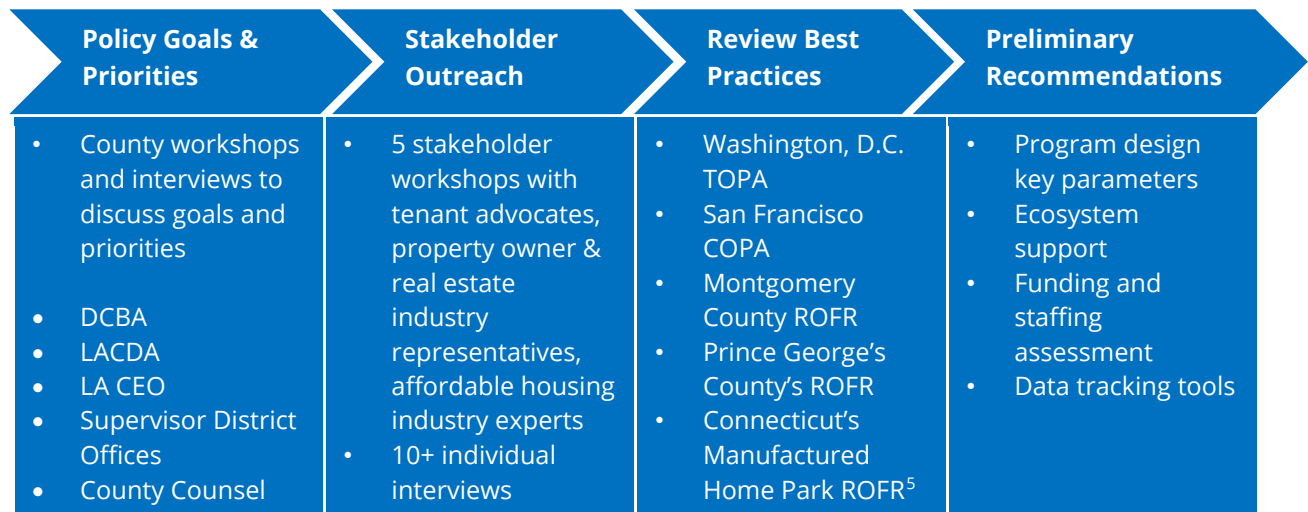 Policy Goals &
Priorities
Stakeholder
Outreach
Review Best
Practices
Preliminary
Recommendations
• County workshops
and interviews to
discuss goals and
priorities
• DCBA
• LACDA
• LA CEO
• Supervisor District
Offices
• County Counsel
• 5 stakeholder
workshops with
tenant advocates,
property owner &
real estate
industry
representatives,
affordable housing
industry experts
• 10+ individual
interviews
• Washington, D.C.
TOPA
• San Francisco
COPA
• Montgomery
County ROFR
• Prince George’s
County’s ROFR
• Connecticut’s
Manufactured
Home Park ROFR⁵
• Program design
key parameters
• Ecosystem
support
• Funding and
staffing
assessment
• Data tracking tools